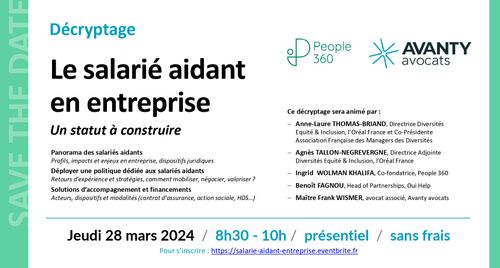 SAVE THE DATE
Décryptage
Le salarié aidant
en entreprise
Un statut à construire
Panorama des salariés aidants
Profils, impacts et enjeux en entreprise, dispositifs juridiques
Déployer une politique dédiée aux salariés aidants
Retours d'expérience et stratégies, comment mobiliser, négocier, valoriser ?
Solutions d'accompagnement et financements
Acteurs, dispositifs et modalités (contrat d'assurance, action sociale, HDS...)
People
360
AVANTY
avocats
Ce décryptage sera animé par :
– Anne-Laure THOMAS-BRIAND, Directrice Diversités
Equité & Inclusion, l'Oréal France et Co-Présidente
Association Française des Managers des Diversités
– Agnès TALLON-NEGREVERGNE, Directrice Adjointe
Diversités Equité & Inclusion, l'Oréal France
– Ingrid WOLMAN KHALIFA, Co-fondatrice, People 360
– Benoît FAGNOU, Head of Partnerships, Oui Help
– Maître Frank WISMER, avocat associé, Avanty avocats
Jeudi 28 mars 2024 / 8h30 - 10h / présentiel / sans frais
Pour s'inscrire : https://salarie-aidant-entreprise.eventbrite.fr